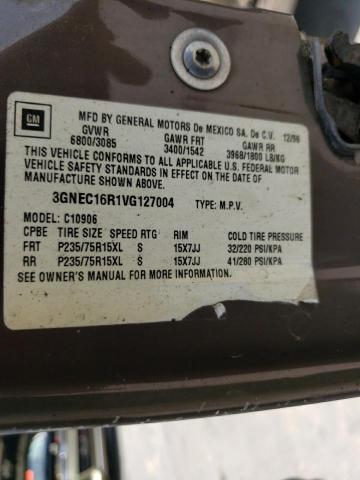 GM
MFD BY GENERAL MOTORS De MEXICO SA. De C.V. 12/96
GVWR GAWR FRT GAWR RR
6800/3085 3400/1542 3968/1800 LB/KG
THIS VEHICLE CONFORMS TO ALL APPLICABLE U.S. FEDERAL MOTOR
VEHICLE SAFETY STANDARDS IN EFFECT ON THE DATE OF
MANUFACTURE SHOWN ABOVE.
3GNEC16R1VG127004 TYPE: M.P.V.
MODEL: C10906
CPBE TIRE SIZE SPEED RTG RIM COLD TIRE PRESSURE
FRT P235/75R15XL S 15X7JJ 32/220 PSI/KPA
RR P235/75R15XL S 15X7JJ 41/280 PSI/KPA
SEE OWNER'S MANUAL FOR MORE INFORMATION.